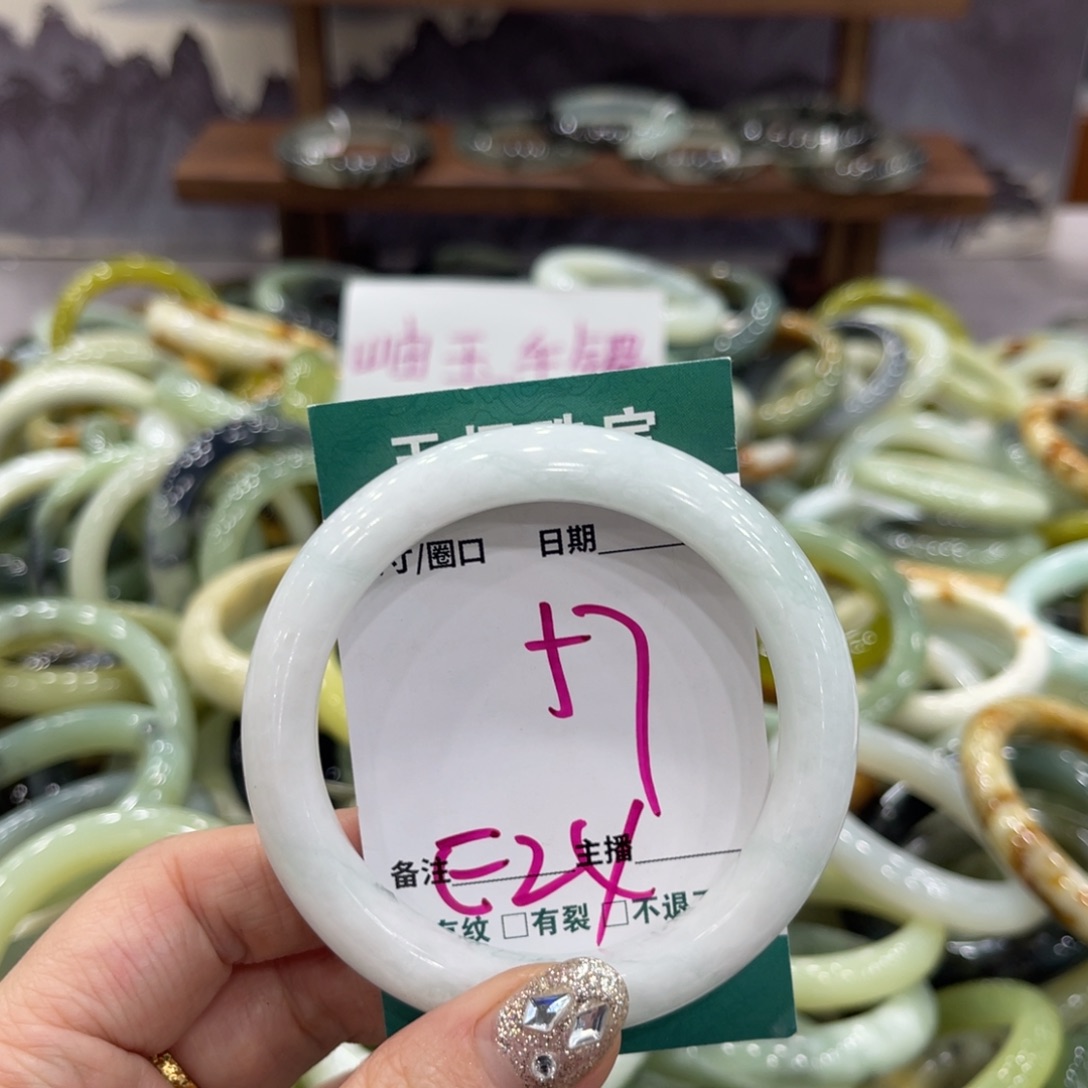 岫玉手镯
寸/圈口 日期
57
备注 主播
E24
有纹 □有裂 □不退